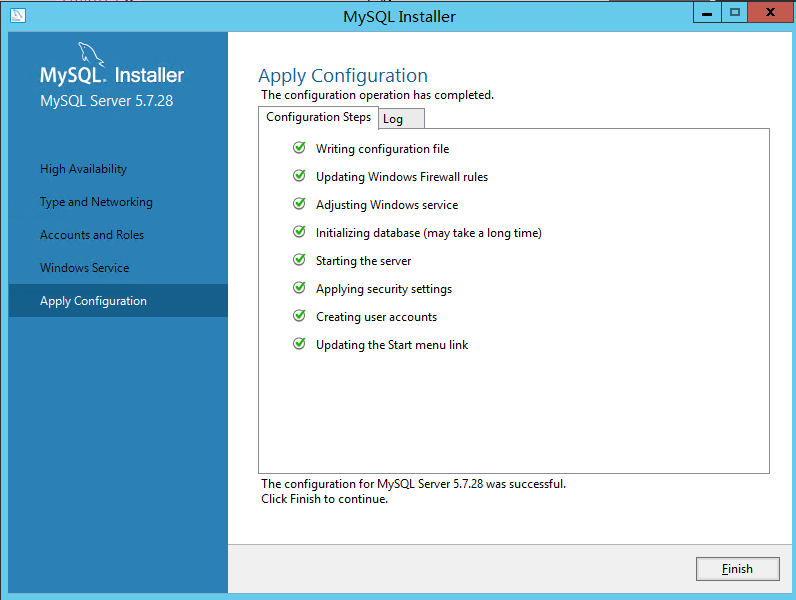 MySQL Installer
MySQL. Installer
MySQL Server 5.7.28
High Availability
Type and Networking
Accounts and Roles
Windows Service
Apply Configuration
Apply Configuration
The configuration operation has completed.
Configuration Steps
Log
Writing configuration file
Updating Windows Firewall rules
Adjusting Windows service
Initializing database (may take a long time)
Starting the server
Applying security settings
Creating user accounts
Updating the Start menu link
The configuration for MySQL Server 5.7.28 was successful.
Click Finish to continue.
Finish